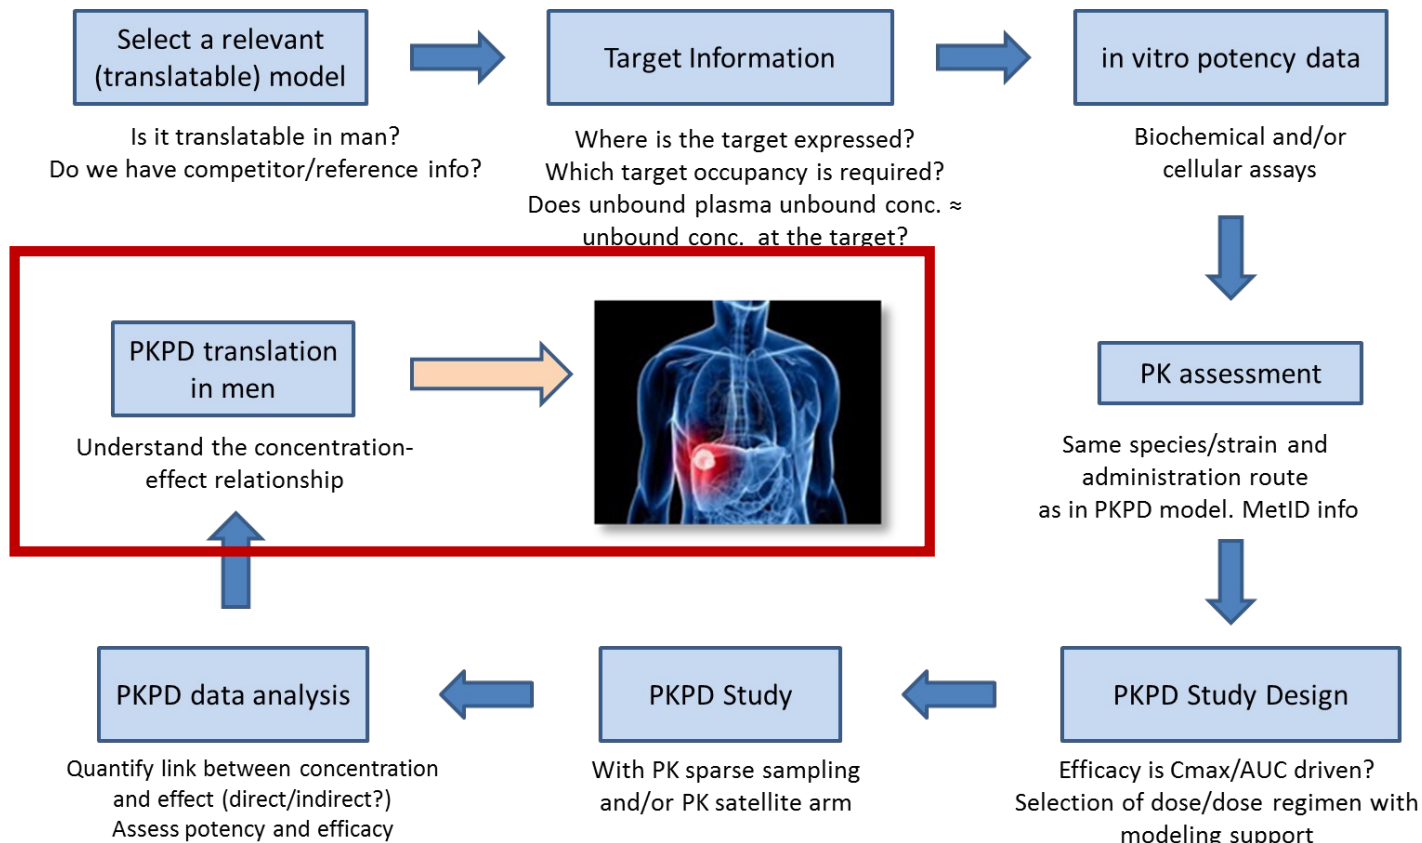 Select a relevant
(translatable) model
Target Information
in vitro potency data
Is it translatable in man?
Do we have competitor/reference info?
Where is the target expressed?
Which target occupancy is required?
Does unbound plasma unbound conc. ≈
unbound conc. at the target?
Biochemical and/or
cellular assays
PKPD translation
in men
Understand the concentration-
effect relationship
PK assessment
Same species/strain and
administration route
as in PKPD model. MetID info
PKPD data analysis
PKPD Study
PKPD Study Design
Quantify link between concentration
and effect (direct/indirect?)
Assess potency and efficacy
With PK sparse sampling
and/or PK satellite arm
Efficacy is Cmax/AUC driven?
Selection of dose/dose regimen with
modeling support